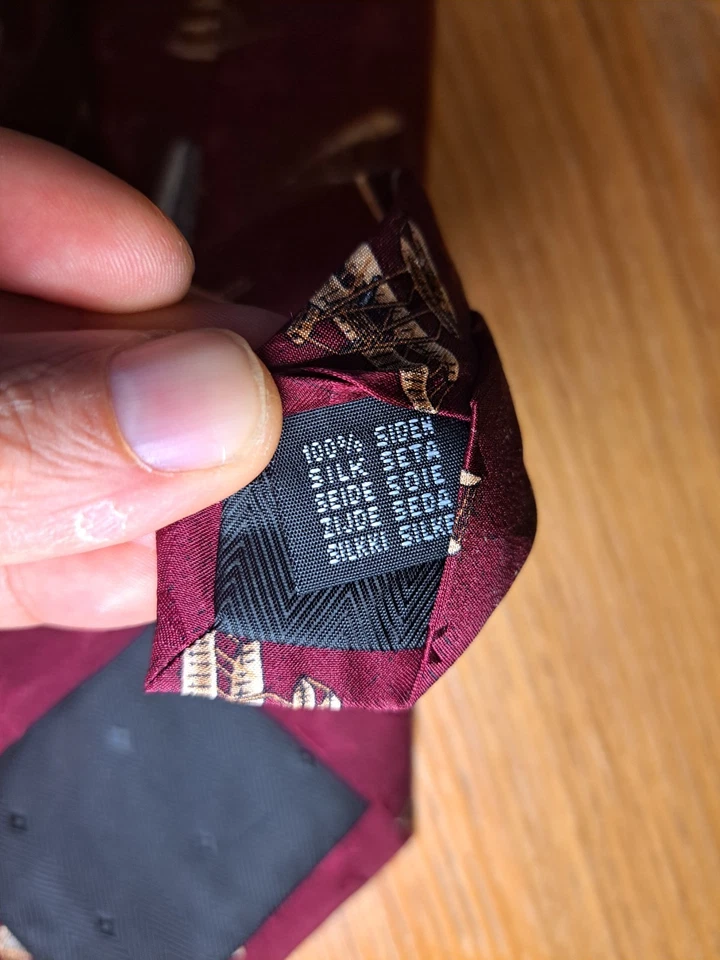 100% SIDEN
SILK SETA
SEIDE SOIE
ZIJDE SEDA
SILKKI SILKE